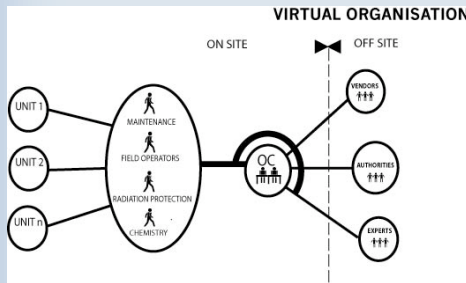 VIRTUAL ORGANISATION
ON SITE
OFF SITE
UNIT 1
UNIT 2
UNIT n
MAINTENANCE
FIELD OPERATORS
RADIATION PROTECTION
CHEMISTRY
OC
VENDORS
AUTHORITIES
EXPERTS